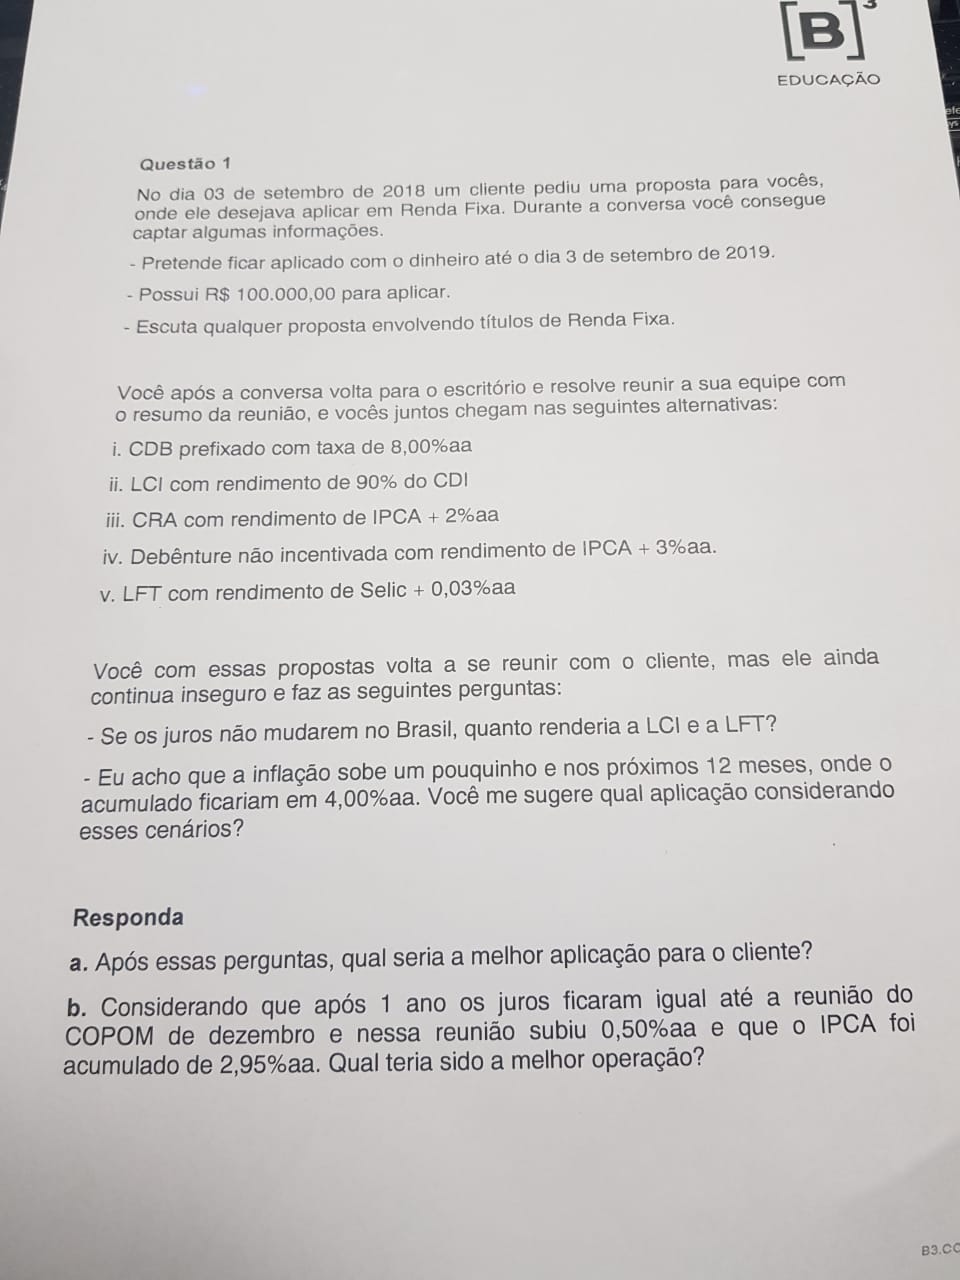 [B]³
EDUCAÇÃO
Questão 1
No dia 03 de setembro de 2018 um cliente pediu uma proposta para vocês,
onde ele desejava aplicar em Renda Fixa. Durante a conversa você consegue
captar algumas informações.
- Pretende ficar aplicado com o dinheiro até o dia 3 de setembro de 2019.
- Possui R$ 100.000,00 para aplicar.
- Escuta qualquer proposta envolvendo títulos de Renda Fixa.
Você após a conversa volta para o escritório e resolve reunir a sua equipe com
o resumo da reunião, e vocês juntos chegam nas seguintes alternativas:
i. CDB prefixado com taxa de 8,00%aa
ii. LCI com rendimento de 90% do CDI
iii. CRA com rendimento de IPCA + 2%aa
iv. Debênture não incentivada com rendimento de IPCA + 3%aa.
v. LFT com rendimento de Selic + 0,03%aa
Você com essas propostas volta a se reunir com o cliente, mas ele ainda
continua inseguro e faz as seguintes perguntas:
- Se os juros não mudarem no Brasil, quanto renderia a LCI e a LFT?
- Eu acho que a inflação sobe um pouquinho e nos próximos 12 meses, onde o
acumulado ficariam em 4,00%aa. Você me sugere qual aplicação considerando
esses cenários?
Responda
a. Após essas perguntas, qual seria a melhor aplicação para o cliente?
b. Considerando que após 1 ano os juros ficaram igual até a reunião do
COPOM de dezembro e nessa reunião subiu 0,50%aa e que o IPCA foi
acumulado de 2,95%aa. Qual teria sido a melhor operação?